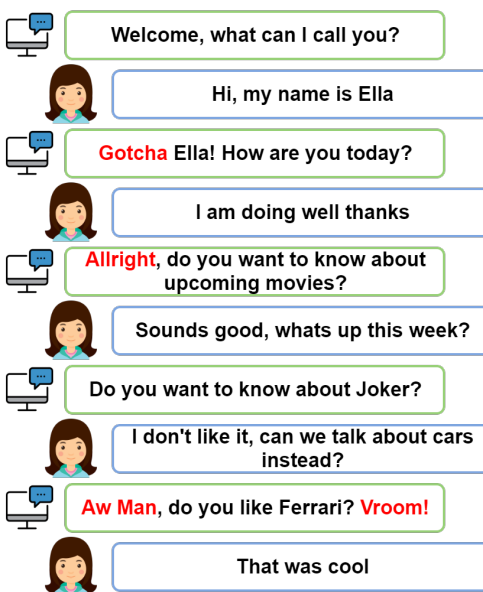 Welcome, what can I call you?
Hi, my name is Ella
Gotcha Ella! How are you today?
I am doing well thanks
Allright, do you want to know about
upcoming movies?
Sounds good, whats up this week?
Do you want to know about Joker?
I don't like it, can we talk about cars
instead?
Aw Man, do you like Ferrari? Vroom!
That was cool